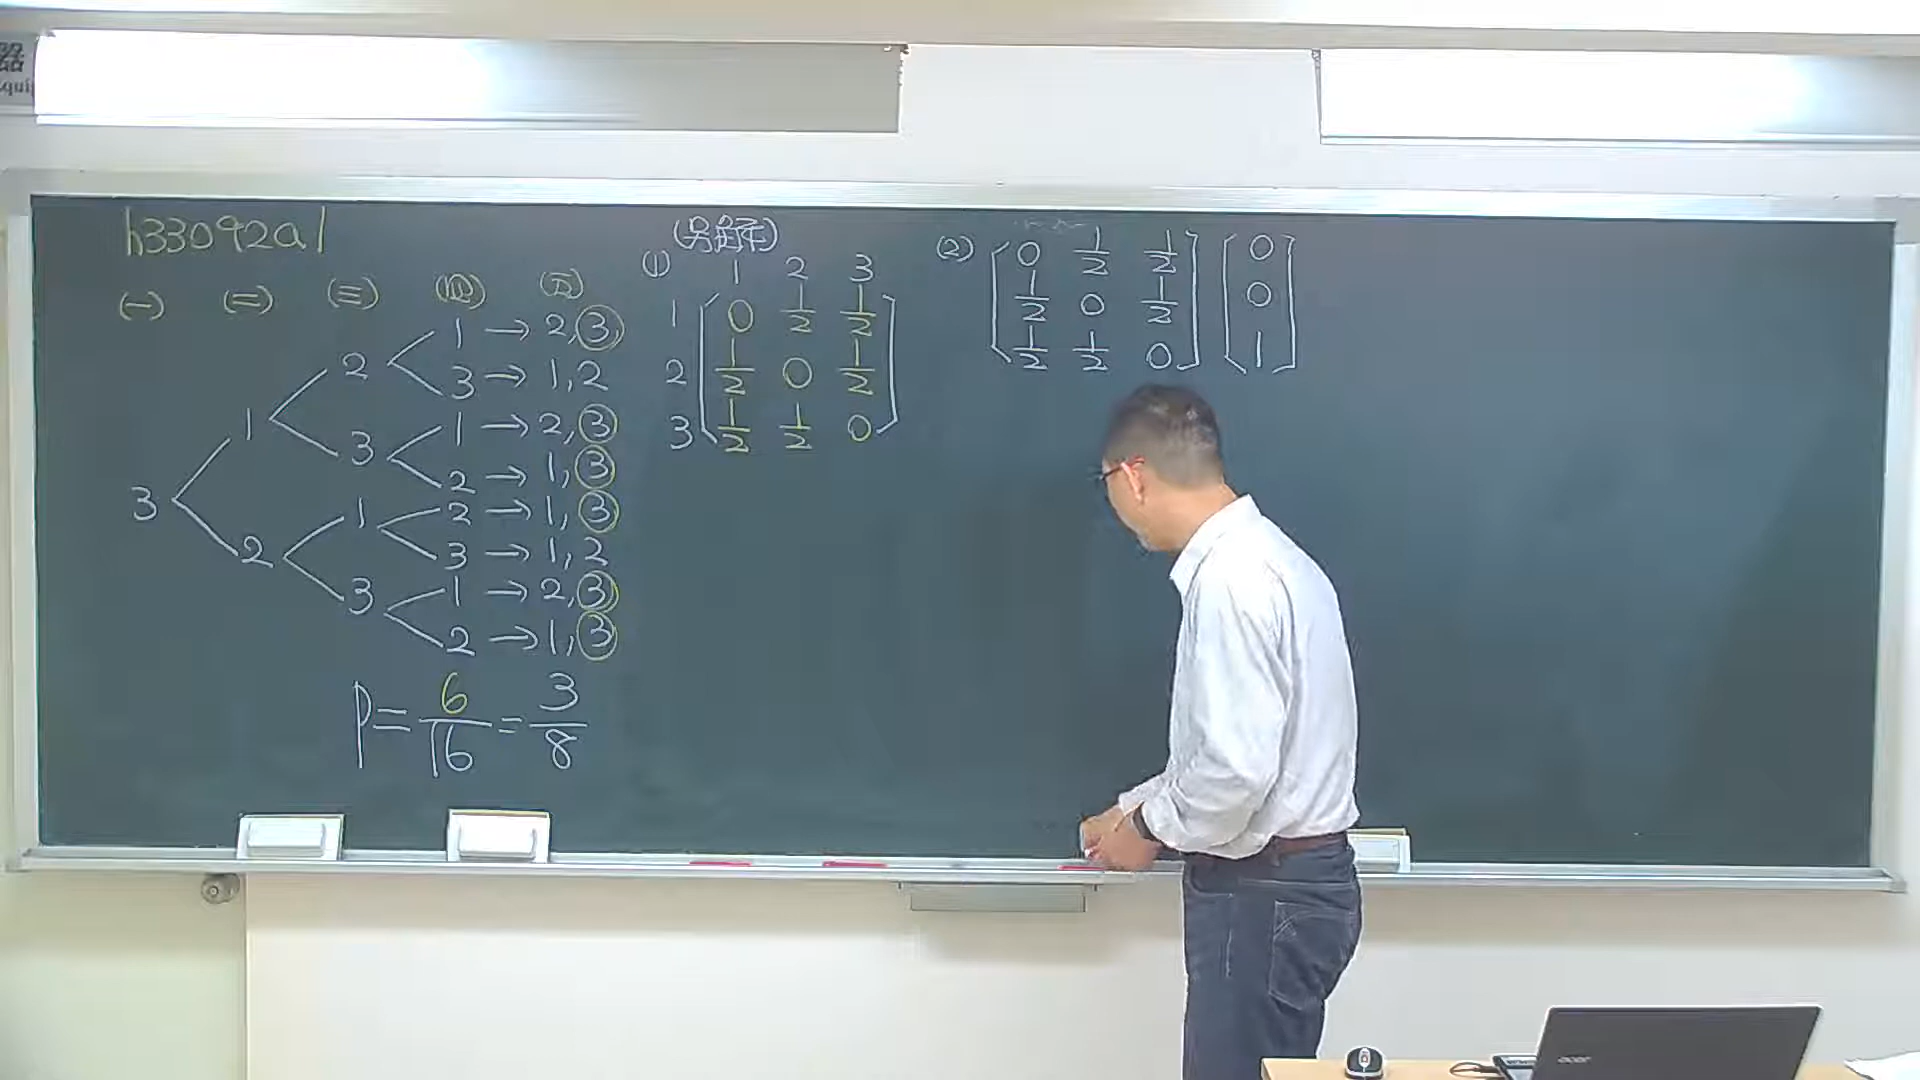 器
quip
h33092a1
(一) (二) (三) (四) (五)
3
1
2
2
3
1
3
1 → 2,③
3 → 1,2
1 → 2,③
2 → 1,③
2 → 1,③
3 → 1,2
1 → 2,③
2 → 1,③
P = 6/16 = 3/8
(另解)
(1)
1 2 3
1 [0 1/2 1/2]
2 [1/2 0 1/2]
3 [1/2 1/2 0]
(2)
[0 1/2 1/2] [0]
[1/2 0 1/2] [0]
[1/2 1/2 0] [1]
acer